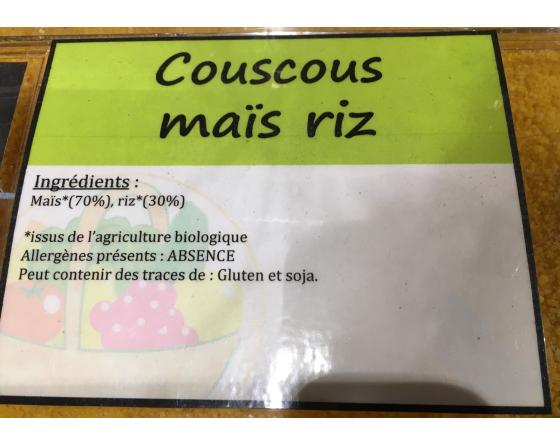 Couscous
maïs riz
Ingrédients :
Maïs*(70%), riz*(30%)
*issus de l'agriculture biologique
Allergènes présents : ABSENCE
Peut contenir des traces de : Gluten et soja.